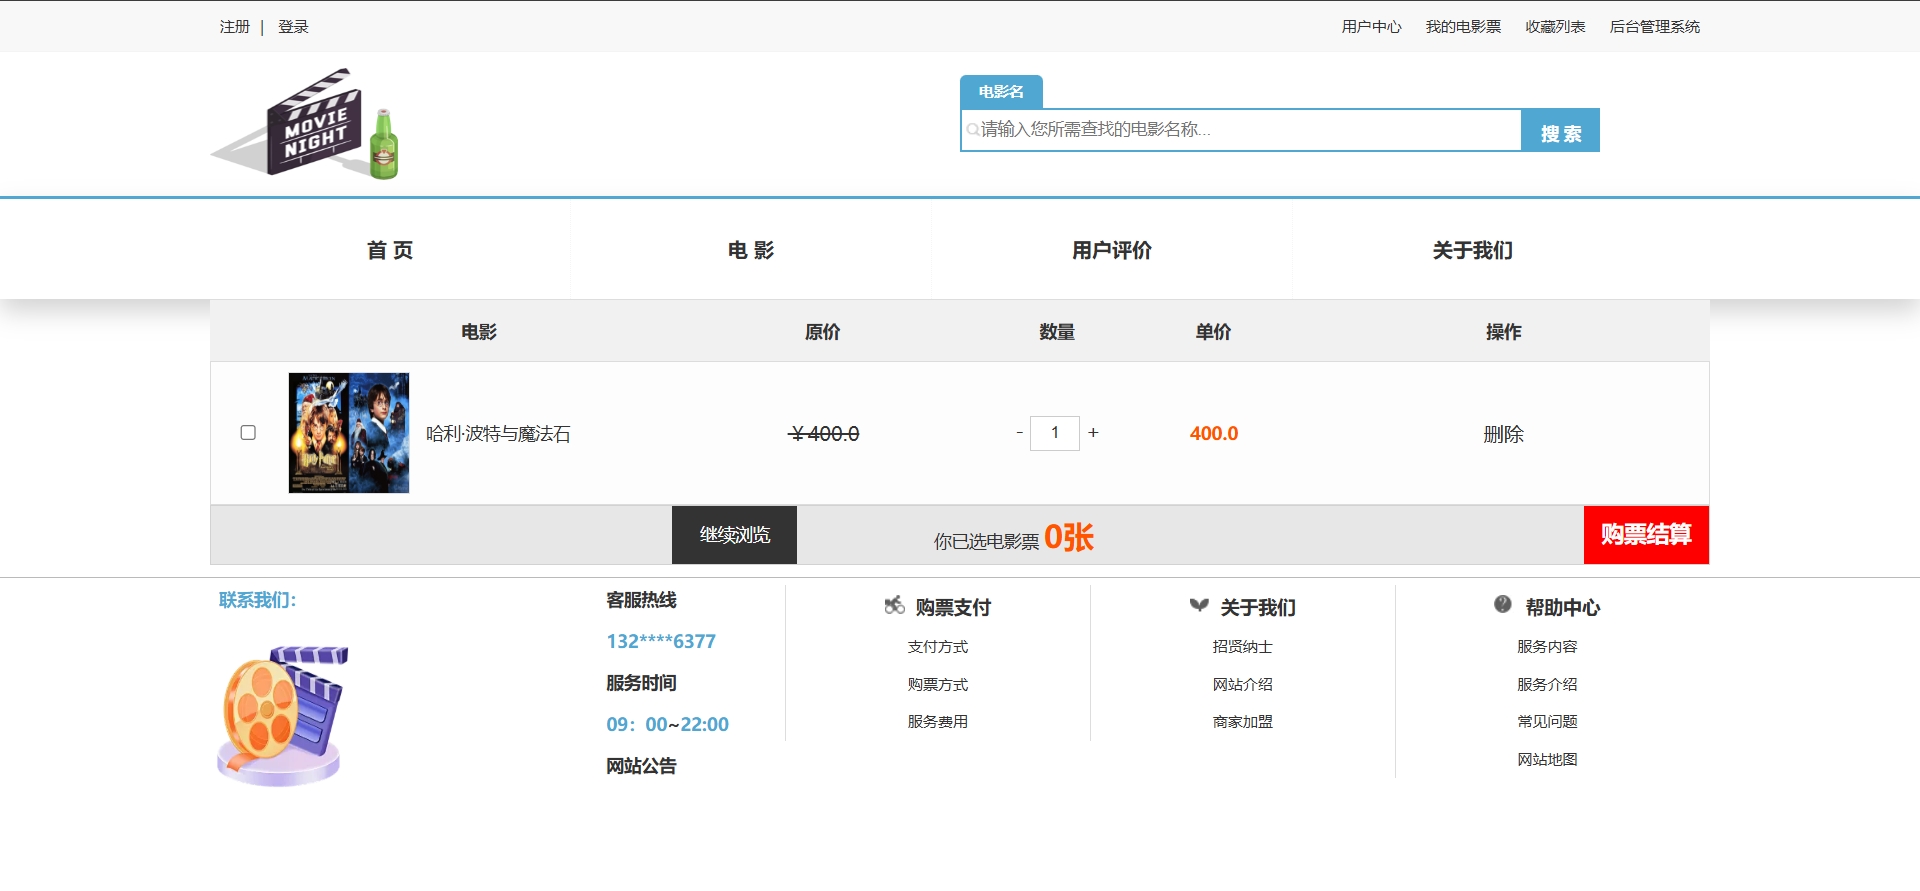 注册 | 登录 用户中心 我的电影票 收藏列表 后台管理系统
MOVIE
NIGHT
电影名
请输入您所需查找的电影名称...
搜 索
首 页 电 影 用户评价 关于我们
电影 原价 数量 单价 操作
哈利·波特与魔法石 ￥400.0 - 1 + 400.0 删除
继续浏览 你已选电影票 0张 购票结算
联系我们：
客服热线
132****6377
服务时间
09：00~22:00
网站公告
购票支付
支付方式
购票方式
服务费用
关于我们
招贤纳士
网站介绍
商家加盟
帮助中心
服务内容
服务介绍
常见问题
网站地图